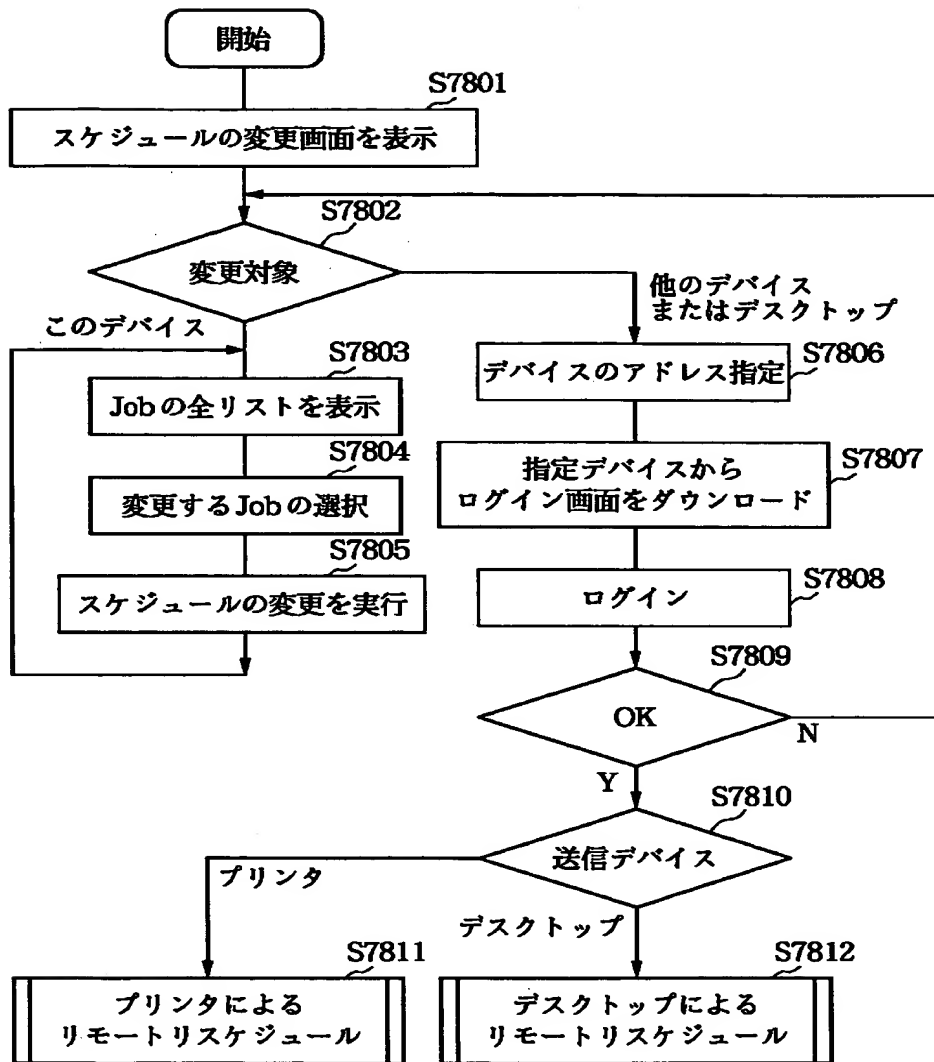 開始
S7801
スケジュールの変更画面を表示
S7802
変更対象
他のデバイス
またはデスクトップ
このデバイス
S7803
Jobの全リストを表示
S7804
変更するJobの選択
S7805
スケジュールの変更を実行
S7806
デバイスのアドレス指定
S7807
指定デバイスから
ログイン画面をダウンロード
S7808
ログイン
S7809
OK
N
Y
S7810
送信デバイス
プリンタ
デスクトップ
S7811
プリンタによる
リモートリスケジュール
S7812
デスクトップによる
リモートリスケジュール